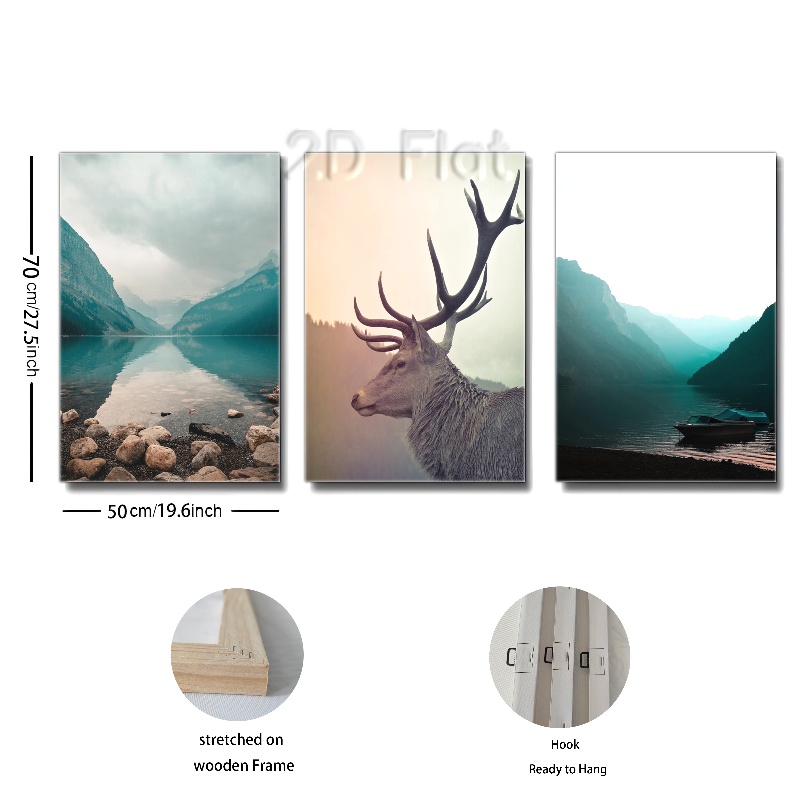 2D Flat
70 cm/27.5inch
50cm/19.6inch
stretched on
wooden Frame
Hook
Ready to Hang